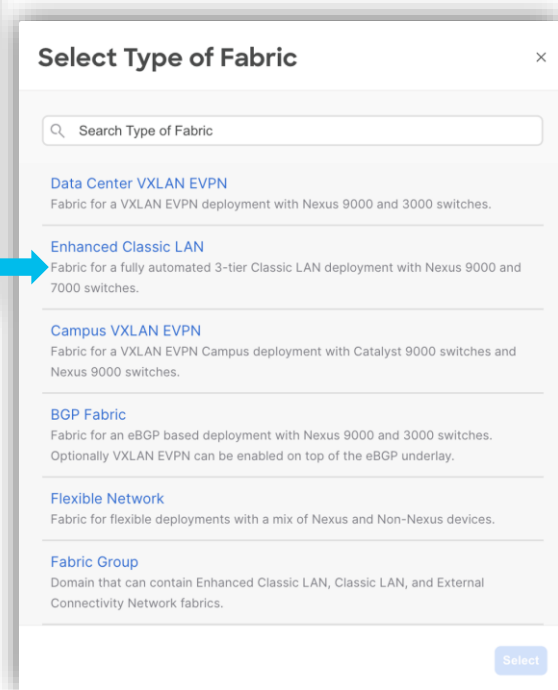 Select Type of Fabric
Search Type of Fabric
Data Center VXLAN EVPN
Fabric for a VXLAN EVPN deployment with Nexus 9000 and 3000 switches.
Enhanced Classic LAN
Fabric for a fully automated 3-tier Classic LAN deployment with Nexus 9000 and
7000 switches.
Campus VXLAN EVPN
Fabric for a VXLAN EVPN Campus deployment with Catalyst 9000 switches and
Nexus 9000 switches.
BGP Fabric
Fabric for an eBGP based deployment with Nexus 9000 and 3000 switches.
Optionally VXLAN EVPN can be enabled on top of the eBGP underlay.
Flexible Network
Fabric for flexible deployments with a mix of Nexus and Non-Nexus devices.
Fabric Group
Domain that can contain Enhanced Classic LAN, Classic LAN, and External
Connectivity Network fabrics.
Select